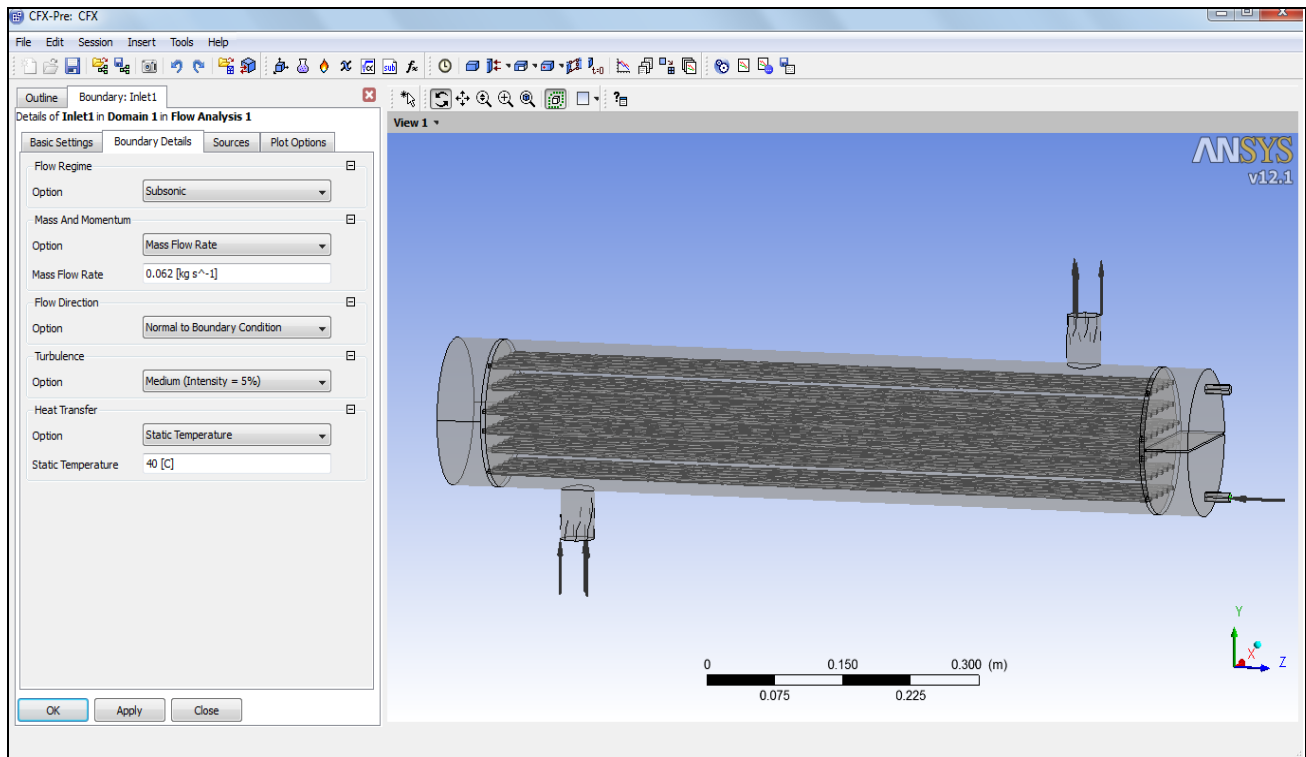 CFX-Pre: CFX
File Edit Session Insert Tools Help
Outline Boundary: Inlet1
Details of Inlet1 in Domain 1 in Flow Analysis 1
Basic Settings Boundary Details Sources Plot Options
Flow Regime
Option Subsonic
Mass And Momentum
Option Mass Flow Rate
Mass Flow Rate 0.062 [kg s^-1]
Flow Direction
Option Normal to Boundary Condition
Turbulence
Option Medium (Intensity = 5%)
Heat Transfer
Option Static Temperature
Static Temperature 40 [C]
OK Apply Close
View 1
ANSYS
v12.1
Y
X
Z
0 0.150 0.300 (m)
0.075 0.225